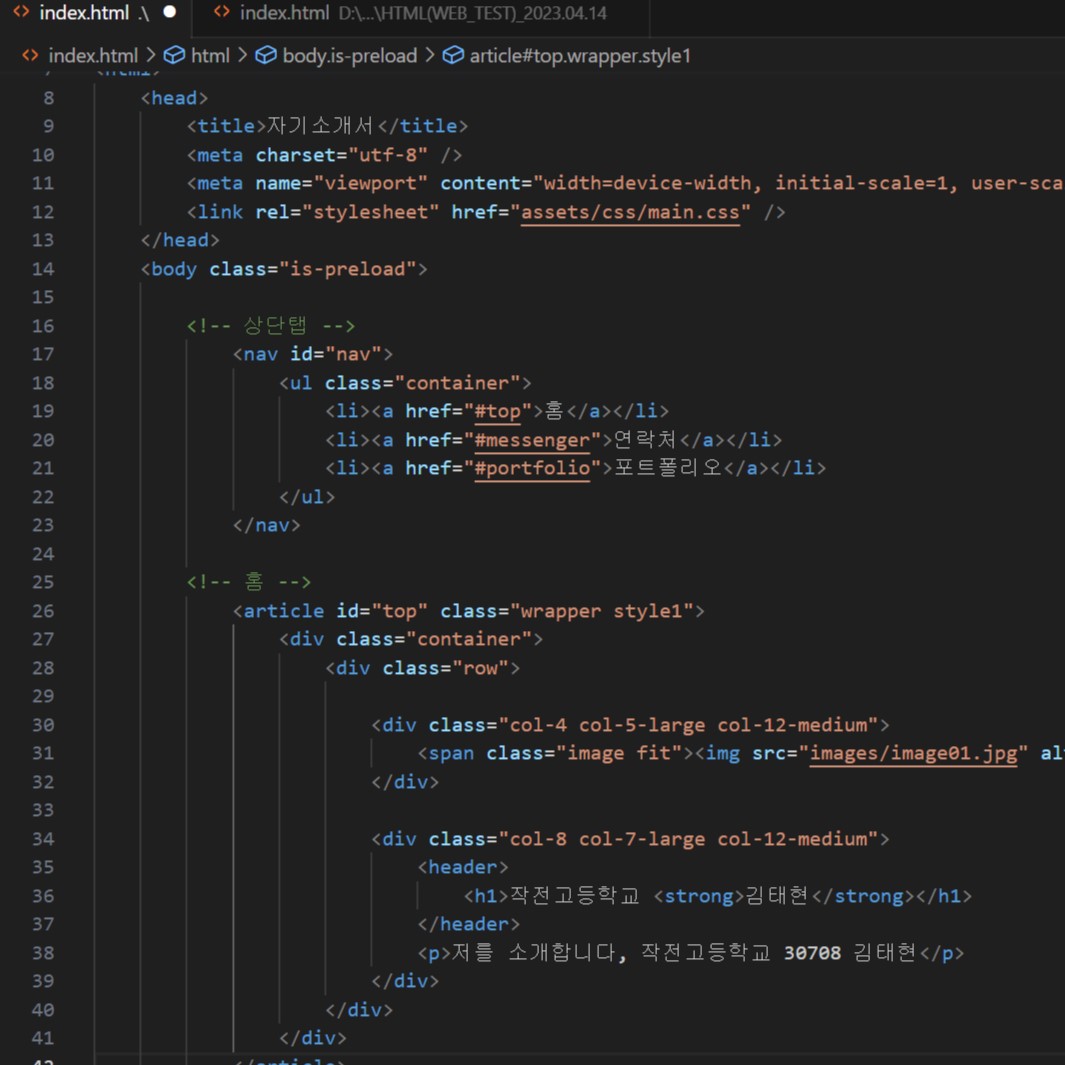 index.html .\ ● index.html D:\...\HTML(WEB_TEST)_2023.04.14
index.html > html > body.is-preload > article#top.wrapper.style1
7 <html>
8 <head>
9 <title>자기소개서</title>
10 <meta charset="utf-8" />
11 <meta name="viewport" content="width=device-width, initial-scale=1, user-sca
12 <link rel="stylesheet" href="assets/css/main.css" />
13 </head>
14 <body class="is-preload">
15
16 <!-- 상단탭 -->
17 <nav id="nav">
18 <ul class="container">
19 <li><a href="#top">홈</a></li>
20 <li><a href="#messenger">연락처</a></li>
21 <li><a href="#portfolio">포트폴리오</a></li>
22 </ul>
23 </nav>
24
25 <!-- 홈 -->
26 <article id="top" class="wrapper style1">
27 <div class="container">
28 <div class="row">
29
30 <div class="col-4 col-5-large col-12-medium">
31 <span class="image fit"><img src="images/image01.jpg" al
32 </div>
33
34 <div class="col-8 col-7-large col-12-medium">
35 <header>
36 <h1>작전고등학교 <strong>김태현</strong></h1>
37 </header>
38 <p>저를 소개합니다, 작전고등학교 30708 김태현</p>
39 </div>
40 </div>
41 </div>
42 </article>